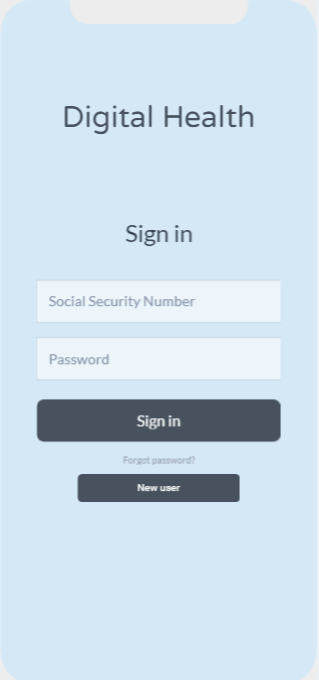 Digital Health
Sign in
Social Security Number
Password
Sign in
Forgot password?
New user